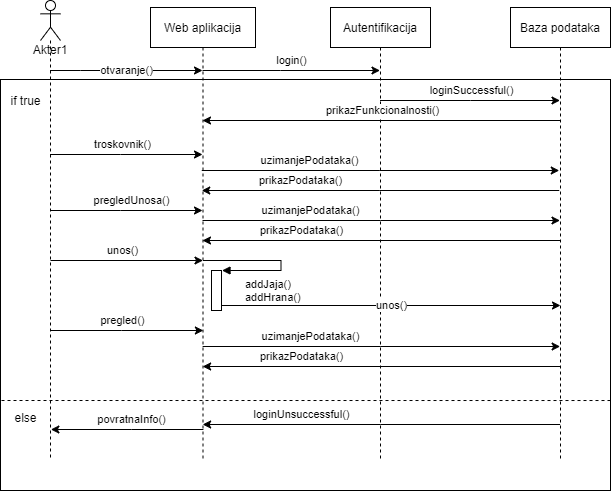 Akter1
Web aplikacija
Autentifikacija
Baza podataka
otvaranje()
login()
if true
loginSuccessful()
prikazFunkcionalnosti()
troskovnik()
uzimanjePodataka()
prikazPodataka()
pregledUnosa()
uzimanjePodataka()
prikazPodataka()
unos()
addJaja()
addHrana()
unos()
pregled()
uzimanjePodataka()
prikazPodataka()
else
loginUnsuccessful()
povratnaInfo()